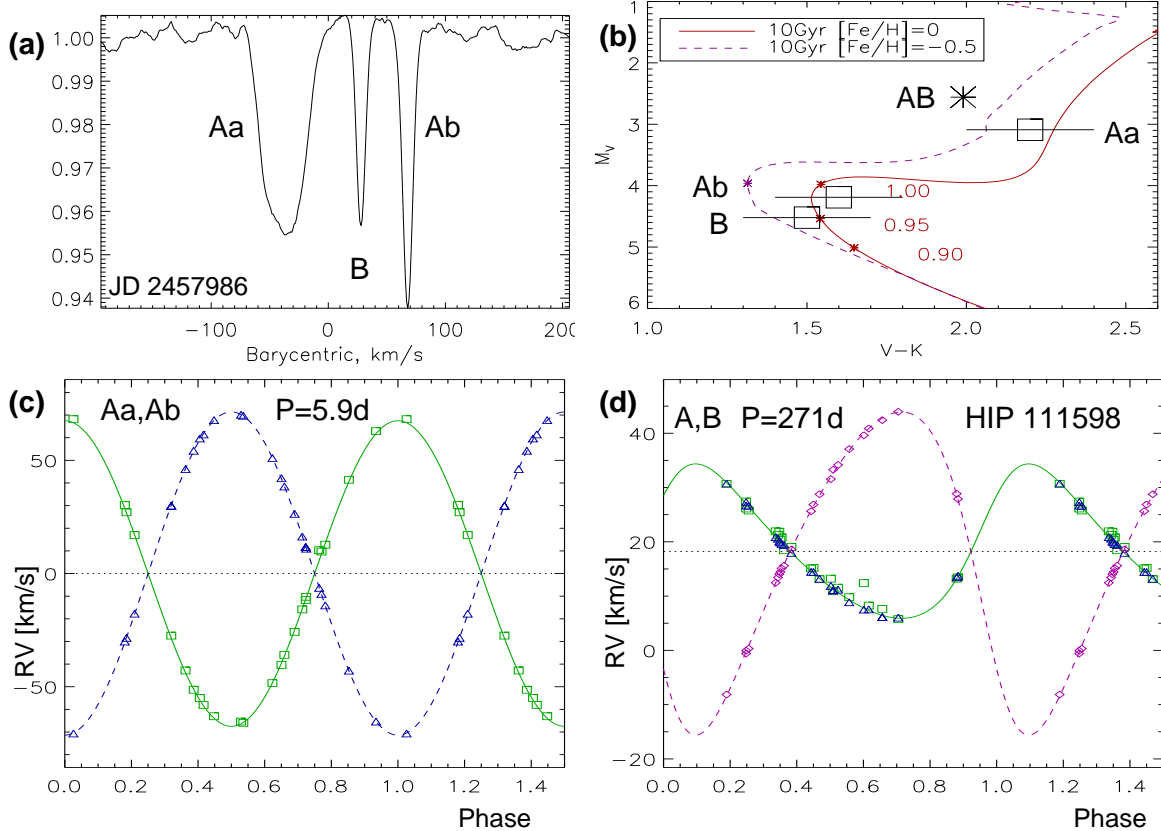 (a)
1.00
0.99
0.98
0.97
0.96
0.95
0.94
Aa
B
Ab
JD 2457986
−100
0
100
200
Barycentric, km/s
(b)
10Gyr [Fe/H]=0
10Gyr [Fe/H]=−0.5
1
2
3
4
5
6
M_V
AB
Aa
Ab
B
1.00
0.95
0.90
1.0
1.5
2.0
2.5
V−K
(c)
Aa,Ab
P=5.9d
50
0
−50
RV [km/s]
0.0
0.2
0.4
0.6
0.8
1.0
1.2
1.4
Phase
(d)
A,B
P=271d
HIP 111598
40
20
0
−20
RV [km/s]
0.0
0.2
0.4
0.6
0.8
1.0
1.2
1.4
Phase